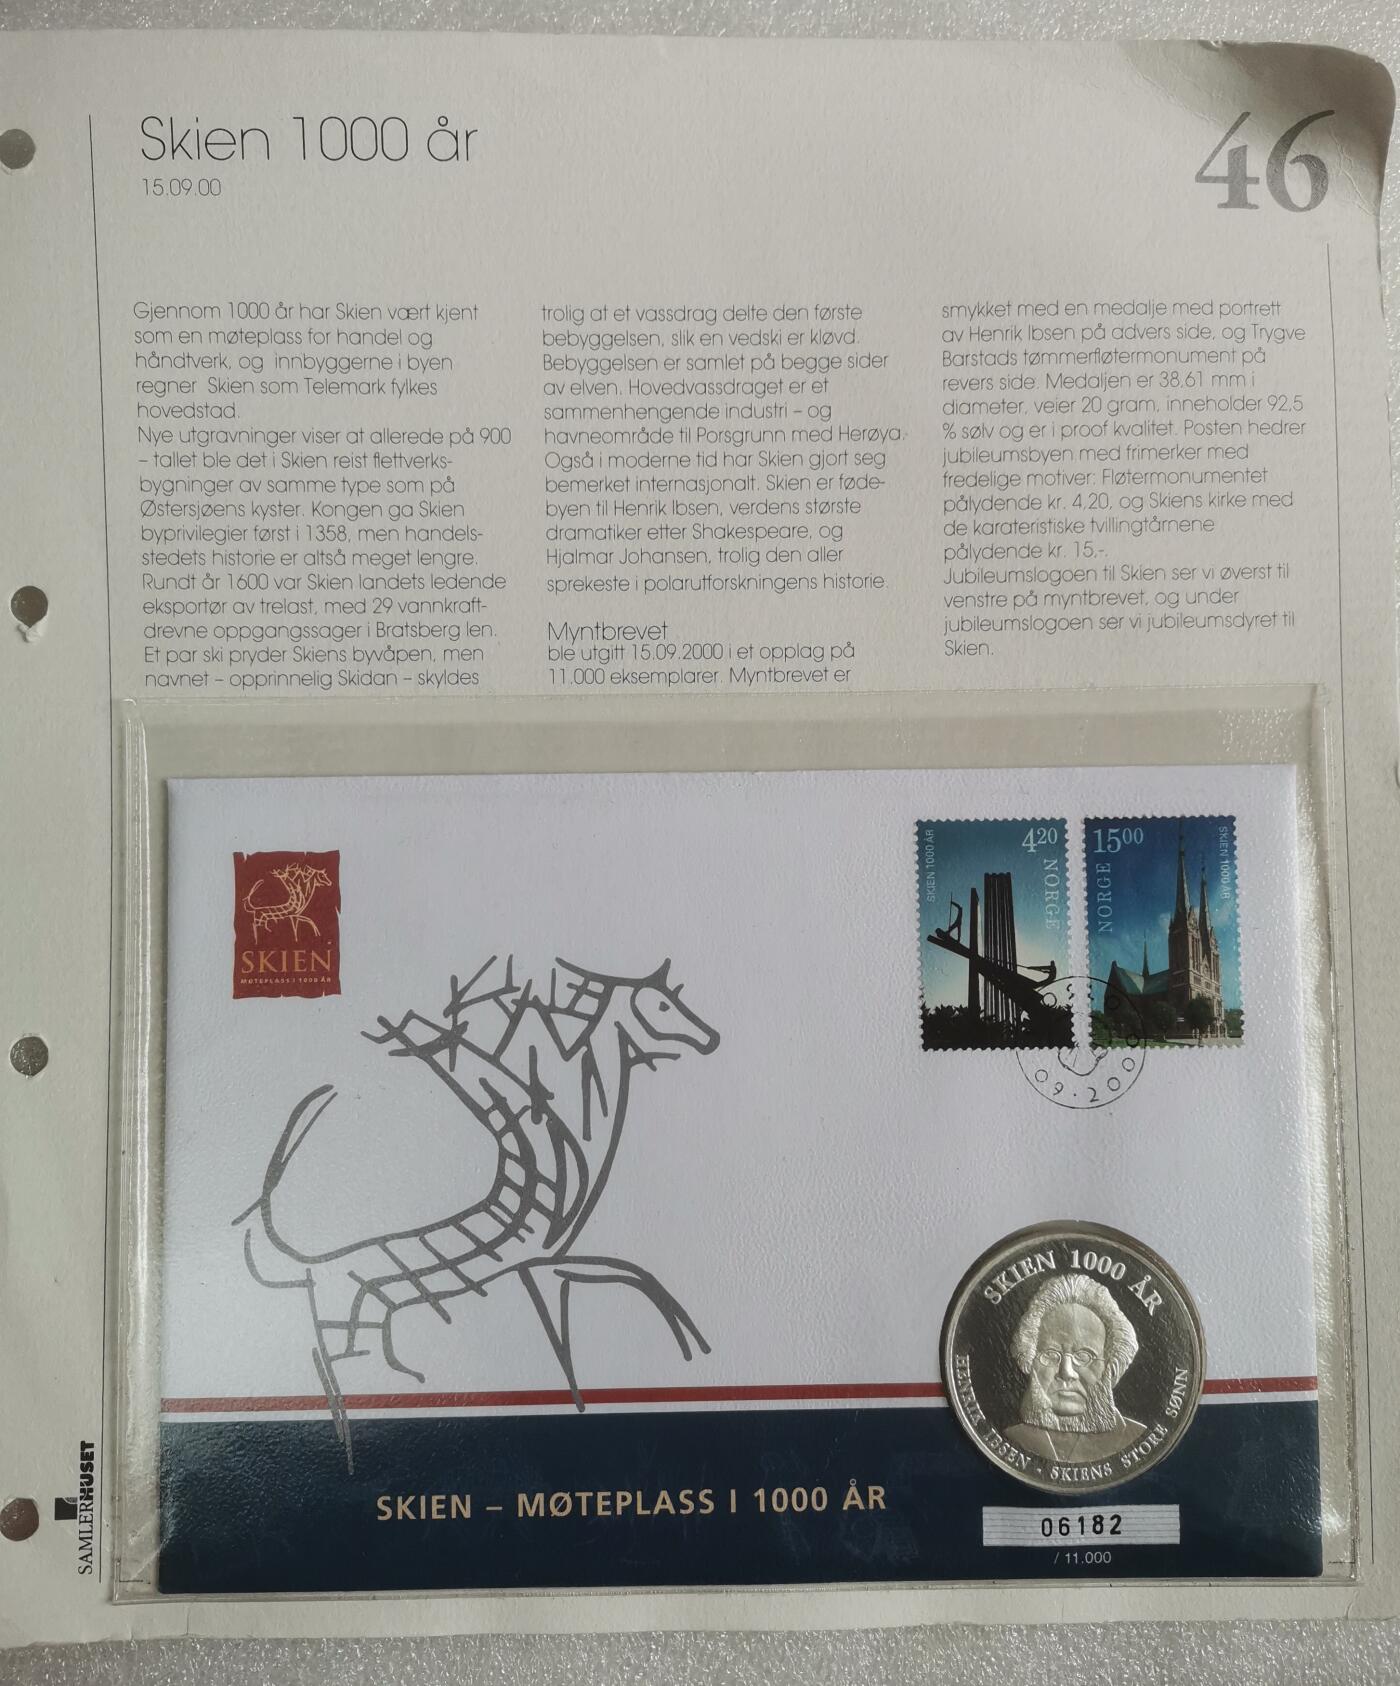 Skien 1000 år
15.09.00
46
Gjennom 1000 år har Skien vært kjent
som en møteplass for handel og
håndtverk, og innbyggerne i byen
regner Skien som Telemark fylkes
hovedstad.
Nye utgravninger viser at allerede på 900
– tallet ble det i Skien reist flettverks-
bygninger av samme type som på
Østersjøens kyster. Kongen ga Skien
byprivilegier først i 1358, men handels-
stedets historie er altså meget lengre.
Rundt år 1600 var Skien landets ledende
eksportør av trelast, med 29 vannkraft-
drevne oppgangssager i Bratsberg len.
Et par ski pryder Skiens byvåpen, men
navnet – opprinnelig Skidan – skyldes
trolig at et vassdrag delte den første
bebyggelsen, slik en vedski er kløvd.
Bebyggelsen er samlet på begge sider
av elven. Hovedvassdraget er et
sammenhengende industri – og
havneområde til Porsgrunn med Herøya.
Også i moderne tid har Skien gjort seg
bemerket internasjonalt. Skien er føde-
byen til Henrik Ibsen, verdens største
dramatiker etter Shakespeare, og
Hjalmar Johansen, trolig den aller
sprekeste i polarutforskningens historie.
Myntbrevet
ble utgitt 15.09.2000 i et opplag på
11.000 eksemplarer. Myntbrevet er
smykket med en medalje med portrett
av Henrik Ibsen på advers side, og Trygve
Barstads tømmerfløtermonument på
revers side. Medaljen er 38,61 mm i
diameter, veier 20 gram, inneholder 92,5
% sølv og er i proof kvalitet. Posten hedrer
jubileumsbyen med frimerker med
fredelige motiver: Fløtermonumentet
pålydende kr. 4,20, og Skiens kirke med
de karateristiske tvillingtårnene
pålydende kr. 15,-.
Jubileumslogoen til Skien ser vi øverst til
venstre på myntbrevet, og under
jubileumslogoen ser vi jubileumsdyret til
Skien.
SKIEN
MØTEPLASS I 1000 ÅR
SKIEN 1000 ÅR
4 20
NORGE
15 00
NORGE
SKIEN 1000 ÅR
09.2000
SKIEN 1000 ÅR
HENRIK IBSEN - SKIENS STORE SØNN
SKIEN – MØTEPLASS I 1000 ÅR
06182
/ 11.000
SAMLERHUSET